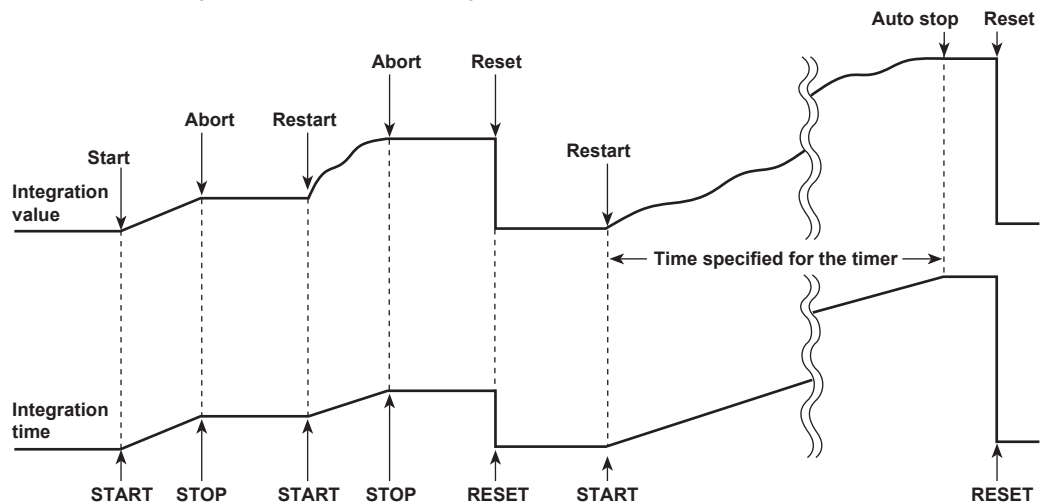 Auto stop Reset
Abort Reset
Abort Restart
Start
Restart
Integration
value
Time specified for the timer
Integration
time
START STOP START STOP RESET START RESET